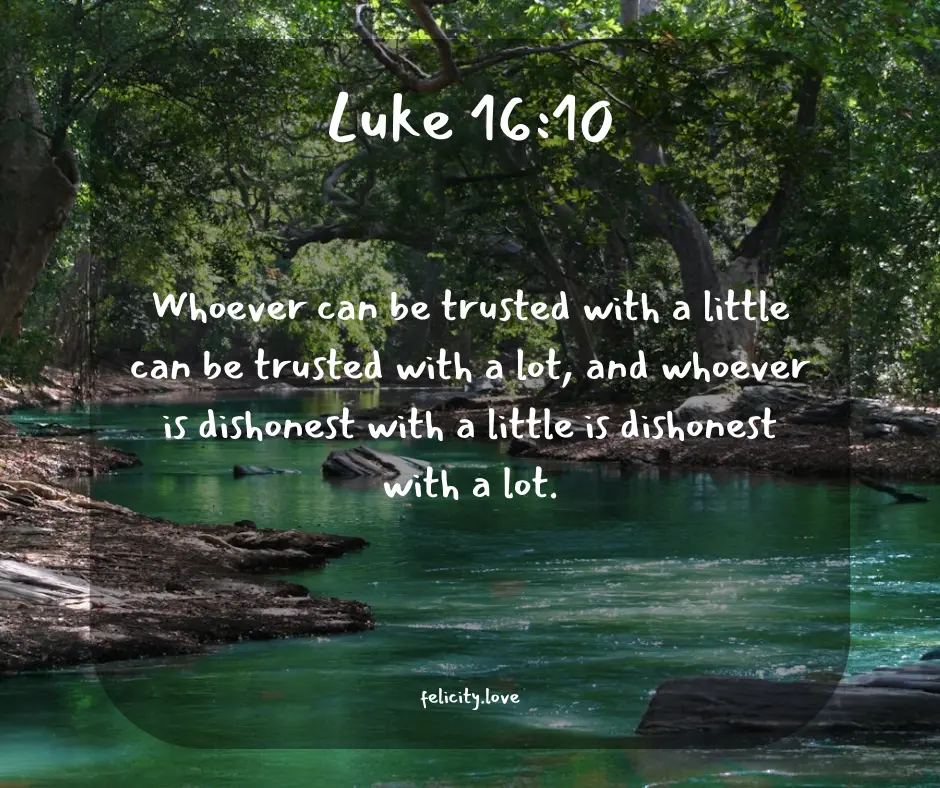 Luke 16:10
Whoever can be trusted with a little
can be trusted with a lot, and whoever
is dishonest with a little is dishonest
with a lot.
felicity.love